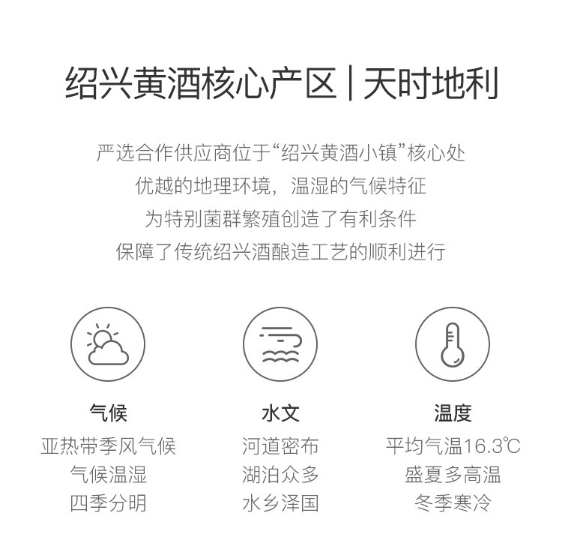 绍兴黄酒核心产区|天时地利
严选合作供应商位于“绍兴黄酒小镇”核心处
优越的地理环境，温湿的气候特征
为特别菌群繁殖创造了有利条件
保障了传统绍兴酒酿造工艺的顺利进行
气候
亚热带季风气候
气候温湿
四季分明
水文
河道密布
湖泊众多
水乡泽国
温度
平均气温16.3℃
盛夏多高温
冬季寒冷